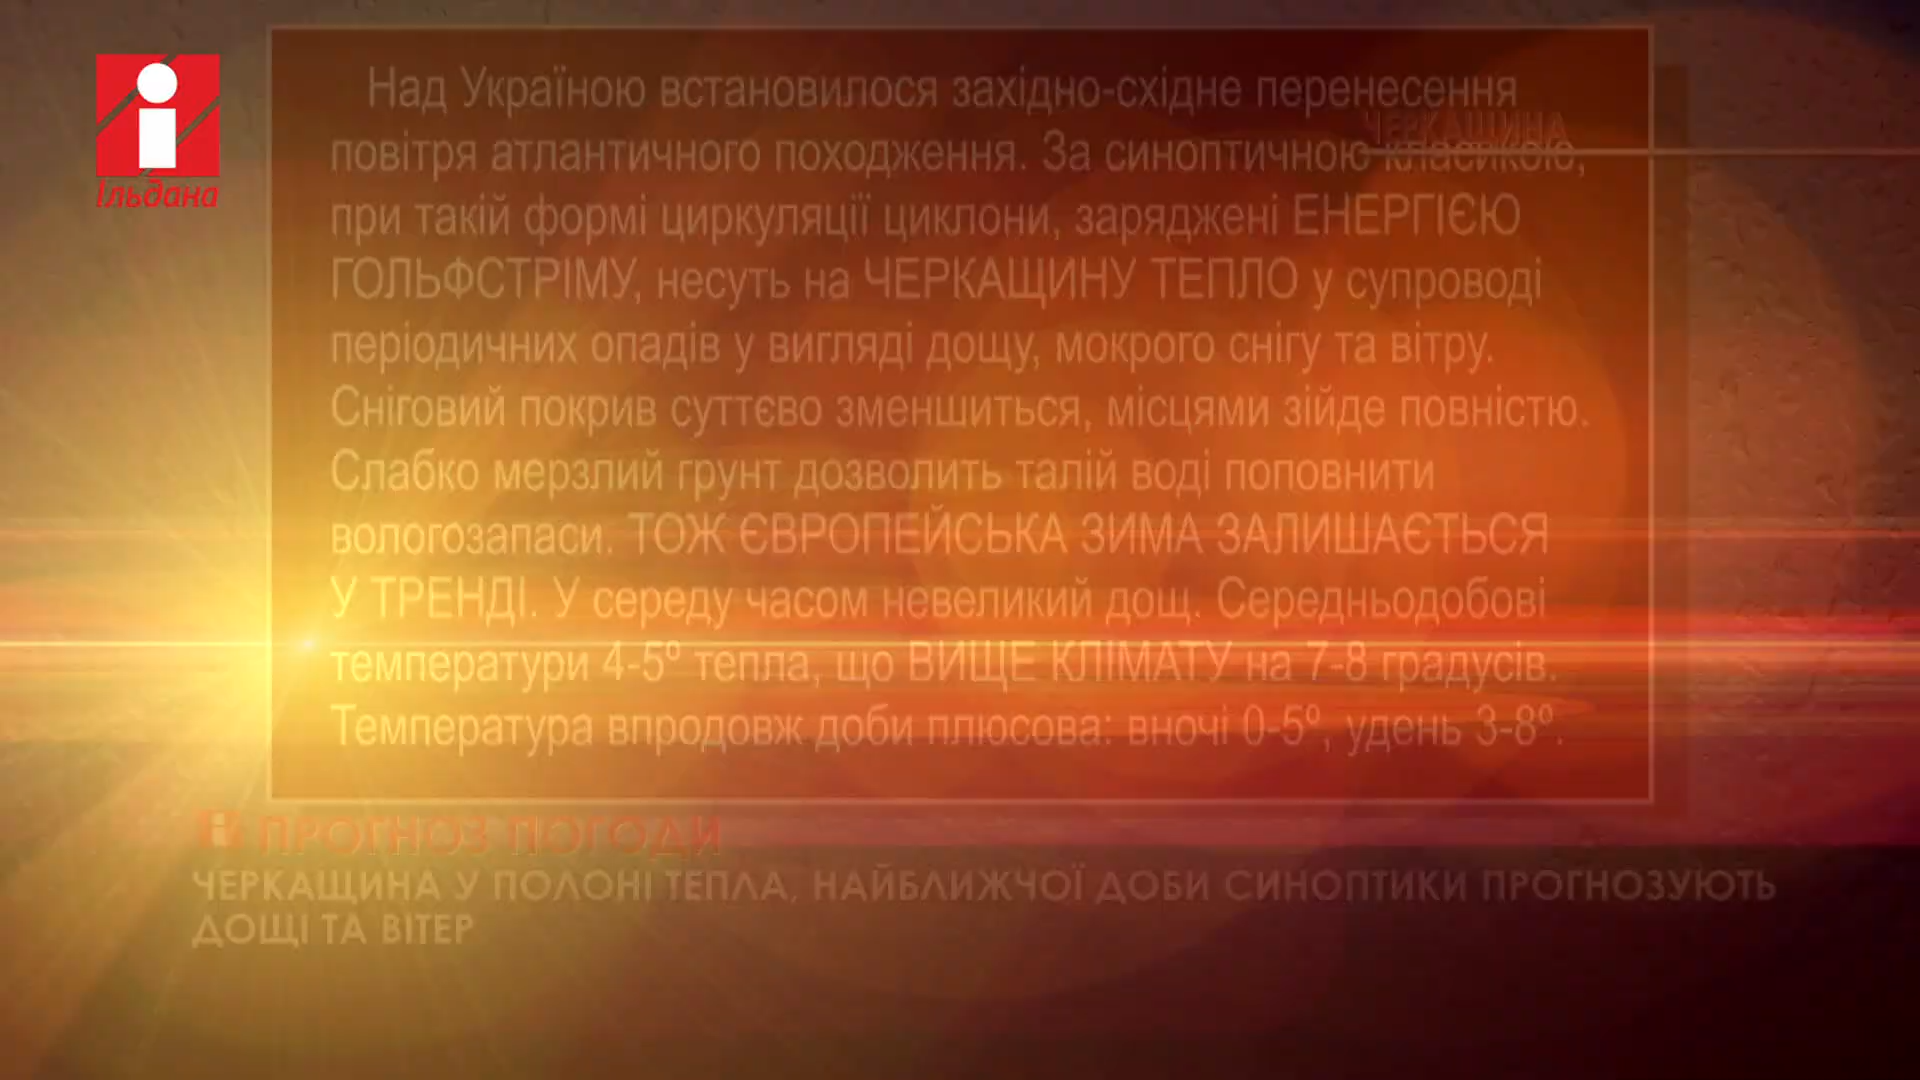 Ільдана
ЧЕРКАЩИНА
Над Україною встановилося західно-східне перенесення
повітря атлантичного походження. За синоптичною класикою,
при такій формі циркуляції циклони, заряджені ЕНЕРГІЄЮ
ГОЛЬФСТРІМУ, несуть на ЧЕРКАЩИНУ ТЕПЛО у супроводі
періодичних опадів у вигляді дощу, мокрого снігу та вітру.
Сніговий покрив суттєво зменшиться, місцями зійде повністю.
Слабко мерзлий грунт дозволить талій воді поповнити
вологозапаси. ТОЖ ЄВРОПЕЙСЬКА ЗИМА ЗАЛИШАЄТЬСЯ
У ТРЕНДІ. У середу часом невеликий дощ. Середньодобові
температури 4-5º тепла, що ВИЩЕ КЛІМАТУ на 7-8 градусів.
Температура впродовж доби плюсова: вночі 0-5º, удень 3-8º.
ПРОГНОЗ ПОГОДИ
ЧЕРКАЩИНА У ПОЛОНІ ТЕПЛА, НАЙБЛИЖЧОЇ ДОБИ СИНОПТИКИ ПРОГНОЗУЮТЬ
ДОЩІ ТА ВІТЕР